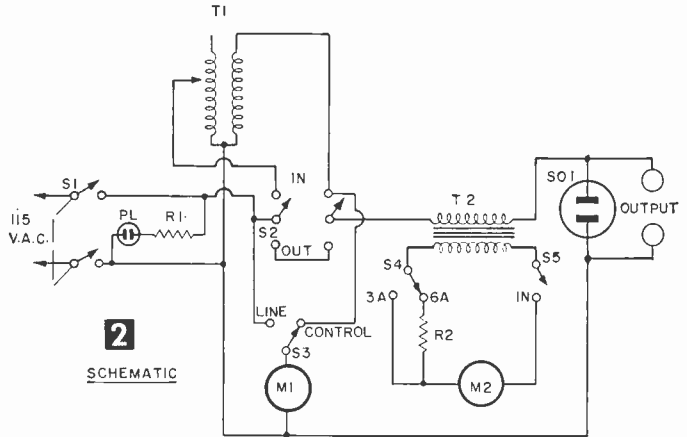 T1
S1
IN
115
V.A.C.
PL
R1
S2
OUT
T2
SO1
OUTPUT
S4
S5
3A
6A
IN
LINE
CONTROL
R2
S3
2
SCHEMATIC
M1
M2